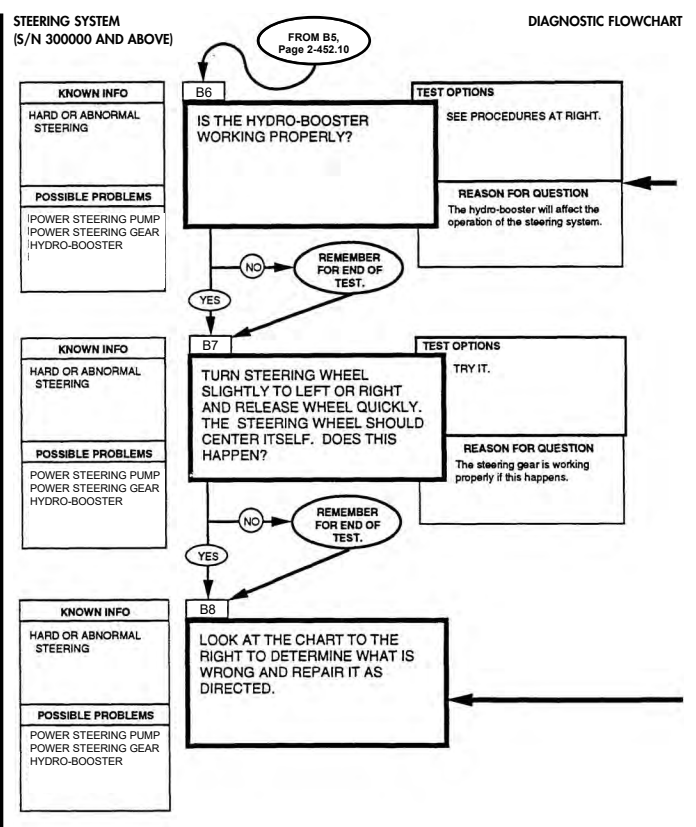 STEERING SYSTEM
(S/N 300000 AND ABOVE)
DIAGNOSTIC FLOWCHART
FROM B5,
Page 2-452.10
KNOWN INFO
HARD OR ABNORMAL
STEERING
POSSIBLE PROBLEMS
POWER STEERING PUMP
POWER STEERING GEAR
HYDRO-BOOSTER
B6
IS THE HYDRO-BOOSTER
WORKING PROPERLY?
TEST OPTIONS
SEE PROCEDURES AT RIGHT.
REASON FOR QUESTION
The hydro-booster will affect the
operation of the steering system.
NO
REMEMBER
FOR END OF
TEST.
YES
KNOWN INFO
HARD OR ABNORMAL
STEERING
POSSIBLE PROBLEMS
POWER STEERING PUMP
POWER STEERING GEAR
HYDRO-BOOSTER
B7
TURN STEERING WHEEL
SLIGHTLY TO LEFT OR RIGHT
AND RELEASE WHEEL QUICKLY.
THE STEERING WHEEL SHOULD
CENTER ITSELF. DOES THIS
HAPPEN?
TEST OPTIONS
TRY IT.
REASON FOR QUESTION
The steering gear is working
properly if this happens.
NO
REMEMBER
FOR END OF
TEST.
YES
KNOWN INFO
HARD OR ABNORMAL
STEERING
POSSIBLE PROBLEMS
POWER STEERING PUMP
POWER STEERING GEAR
HYDRO-BOOSTER
B8
LOOK AT THE CHART TO THE
RIGHT TO DETERMINE WHAT IS
WRONG AND REPAIR IT AS
DIRECTED.